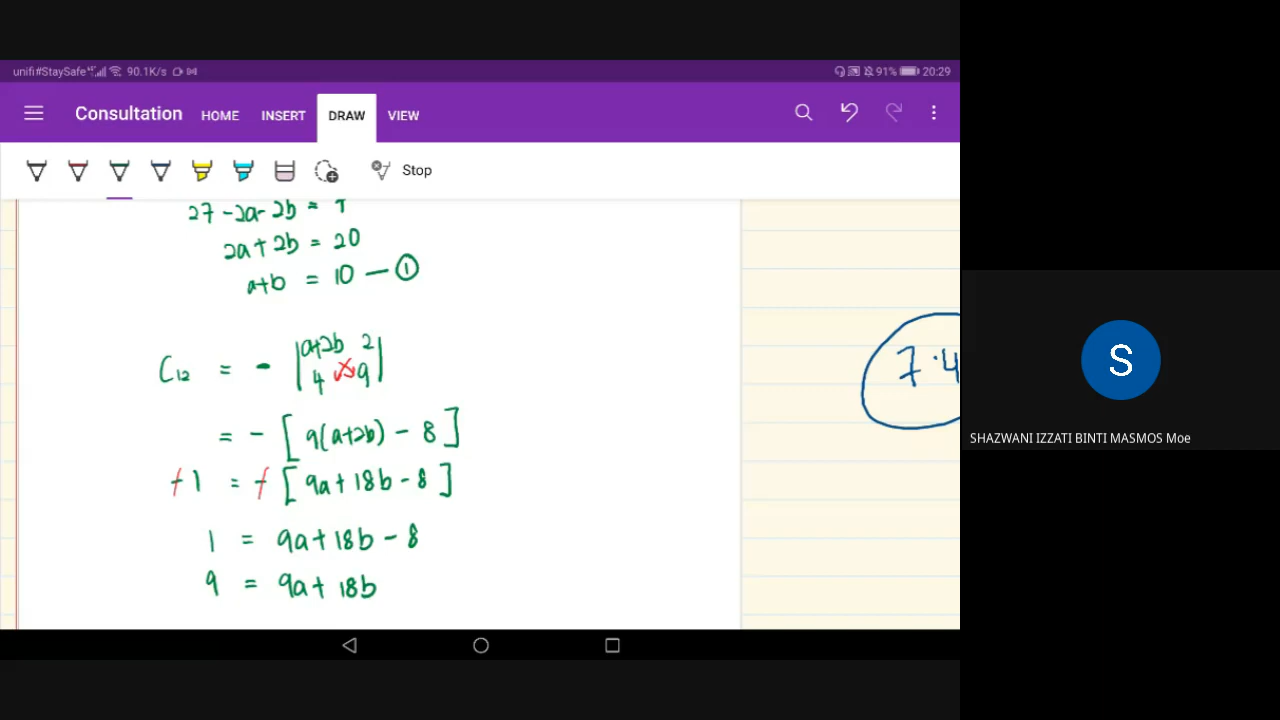 unifi#StaySafe 90.1K/s 91% 20:29
Consultation HOME INSERT DRAW VIEW
Stop
27 - 2a - 2b =
2a + 2b = 20
a+b = 10 — ①
C12 = - |a+2b 2|
|4 9|
= - [ 9(a+2b) - 8 ]
-1 = - [ 9a + 18b - 8 ]
1 = 9a + 18b - 8
9 = 9a + 18b
7.4
S
SHAZWANI IZZATI BINTI MASMOS Moe